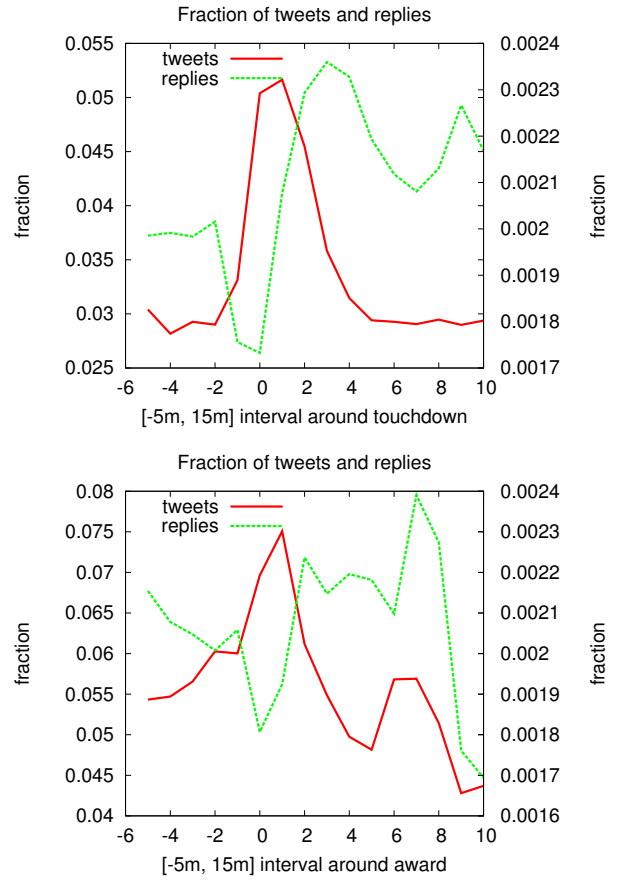 Fraction of tweets and replies
tweets
replies
0.055
0.05
0.045
0.04
0.035
0.03
0.025
0.0024
0.0023
0.0022
0.0021
0.002
0.0019
0.0018
0.0017
fraction
fraction
-6 -4 -2 0 2 4 6 8 10
[-5m, 15m] interval around touchdown
Fraction of tweets and replies
tweets
replies
0.08
0.075
0.07
0.065
0.06
0.055
0.05
0.045
0.04
0.0024
0.0023
0.0022
0.0021
0.002
0.0019
0.0018
0.0017
0.0016
fraction
fraction
-6 -4 -2 0 2 4 6 8 10
[-5m, 15m] interval around award